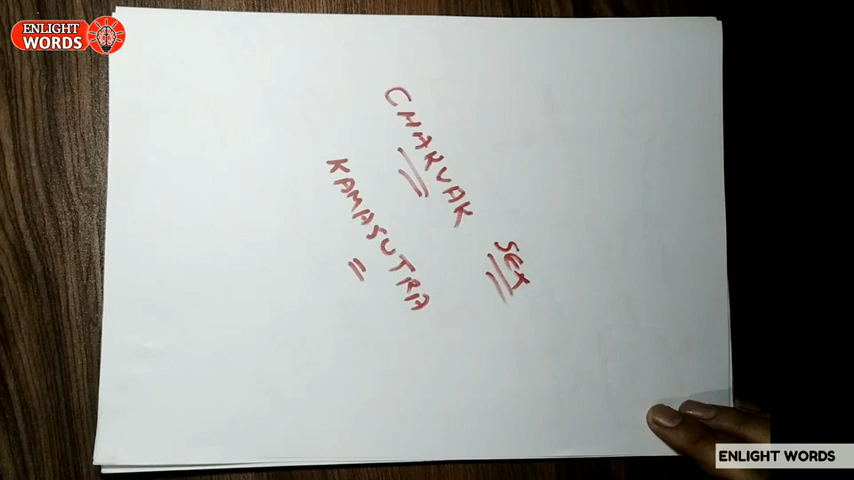 ENLIGHT
WORDS
CHARVAK
SEX
KAMASUTRA
ENLIGHT WORDS